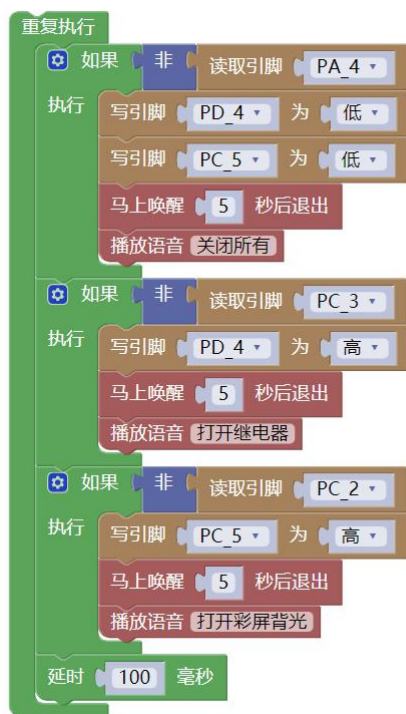 重复执行
如果 非 读取引脚 PA_4
执行 写引脚 PD_4 为 低
写引脚 PC_5 为 低
马上唤醒 5 秒后退出
播放语音 关闭所有
如果 非 读取引脚 PC_3
执行 写引脚 PD_4 为 高
马上唤醒 5 秒后退出
播放语音 打开继电器
如果 非 读取引脚 PC_2
执行 写引脚 PC_5 为 高
马上唤醒 5 秒后退出
播放语音 打开彩屏背光
延时 100 毫秒